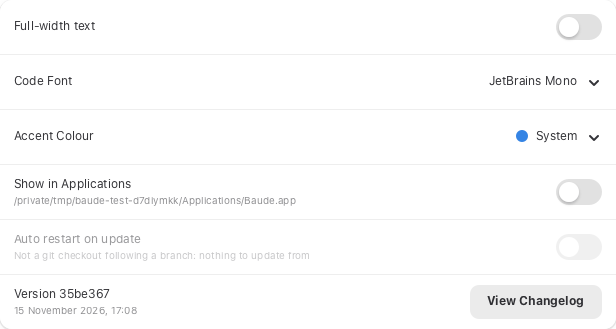 Full-width text
Code Font
JetBrains Mono
Accent Colour
System
Show in Applications
/private/tmp/baude-test-d7dlymkk/Applications/Baude.app
Auto restart on update
Not a git checkout following a branch: nothing to update from
Version 35be367
15 November 2026, 17:08
View Changelog